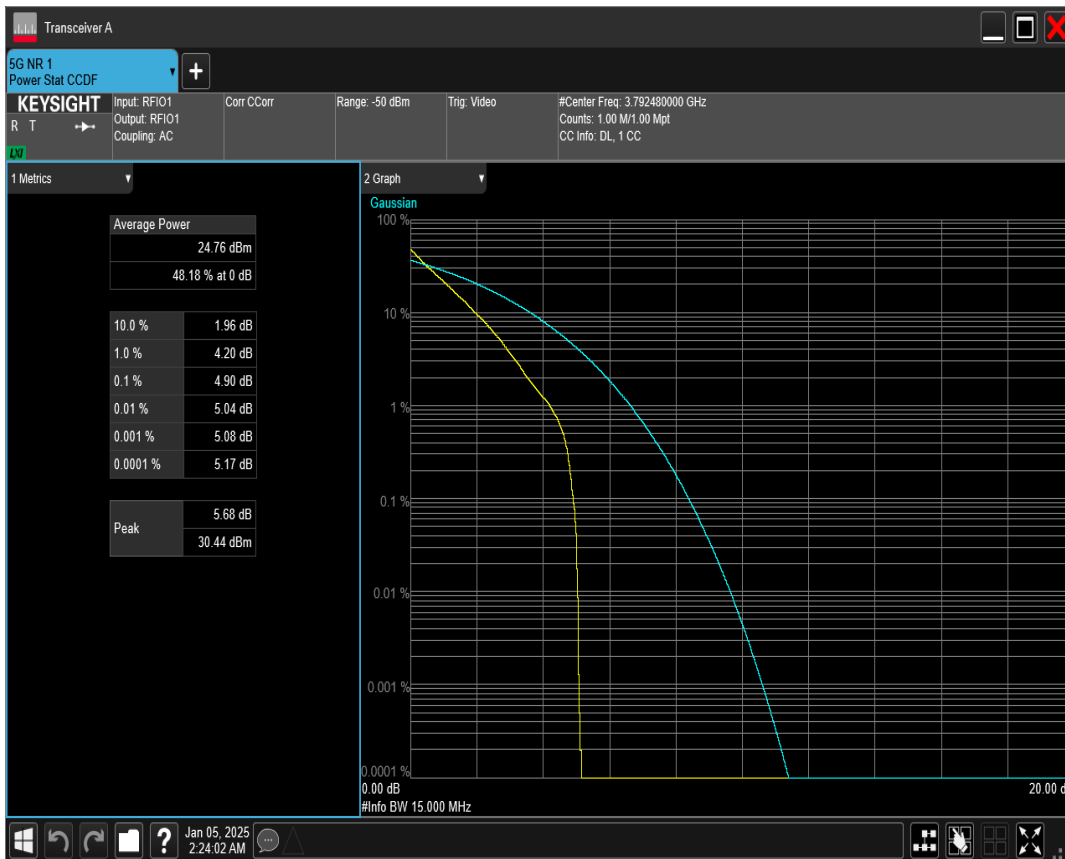 Transceiver A
5G NR 1
Power Stat CCDF
KEYSIGHT
R T
LXI
Input: RFIO1
Output: RFIO1
Coupling: AC
Corr CCorr
Range: -50 dBm
Trig: Video
#Center Freq: 3.792480000 GHz
Counts: 1.00 M/1.00 Mpt
CC Info: DL, 1 CC
1 Metrics
Average Power
24.76 dBm
48.18 % at 0 dB
10.0 % 1.96 dB
1.0 % 4.20 dB
0.1 % 4.90 dB
0.01 % 5.04 dB
0.001 % 5.08 dB
0.0001 % 5.17 dB
Peak
5.68 dB
30.44 dBm
2 Graph
Gaussian
100 %
10 %
1 %
0.1 %
0.01 %
0.001 %
0.0001 %
0.00 dB
20.00 d
#Info BW 15.000 MHz
Jan 05, 2025
2:24:02 AM